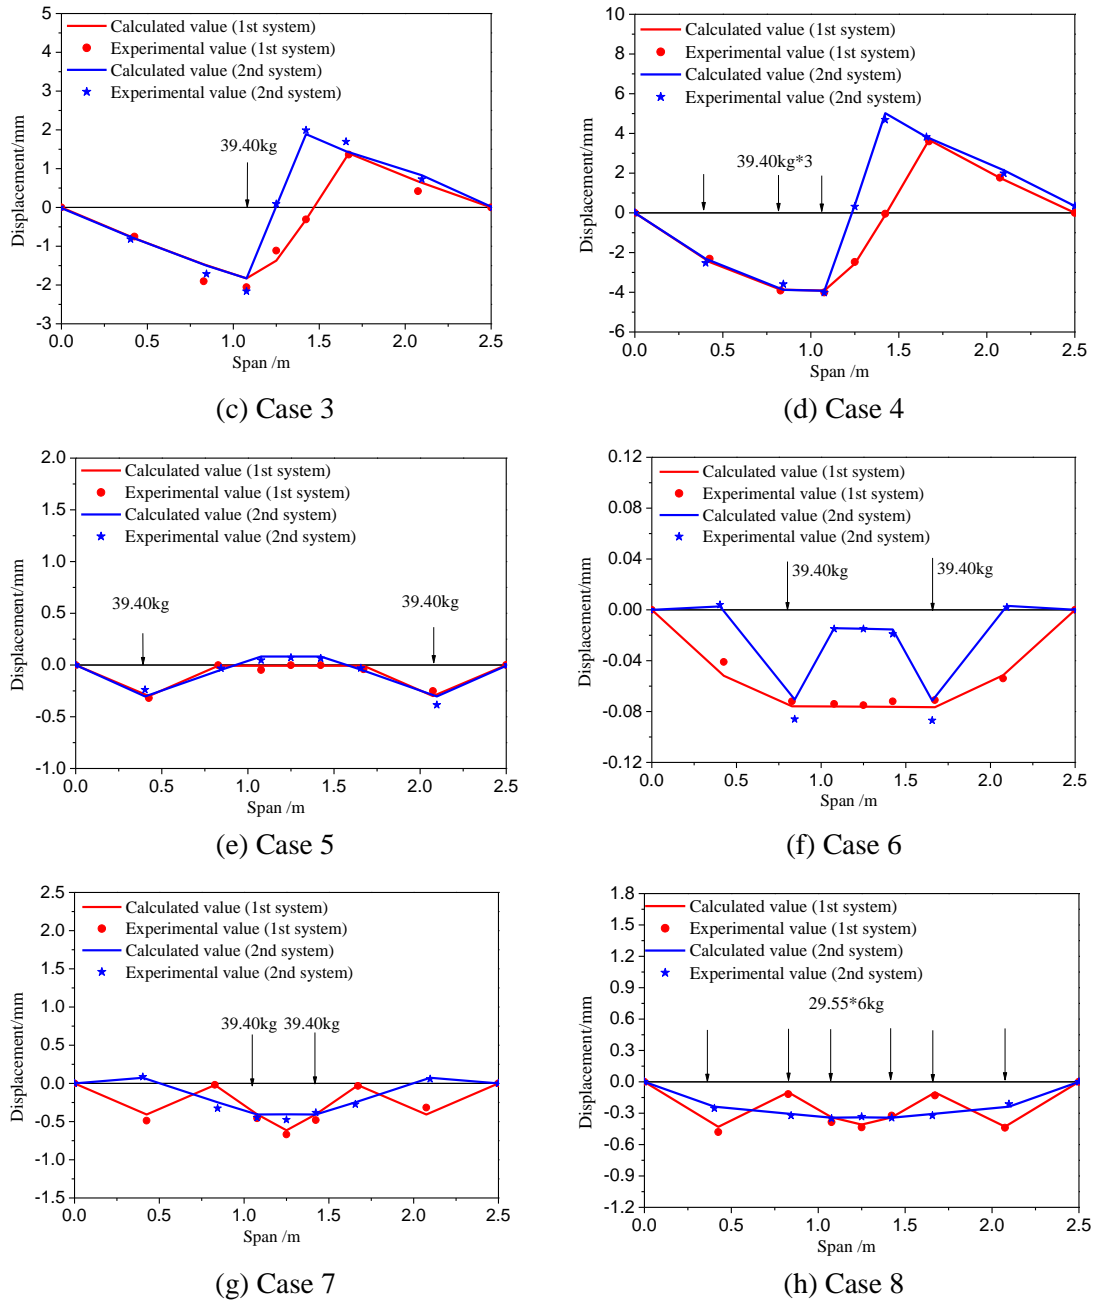 5
4
3
2
1
0
-1
-2
-3
Displacement/mm
Calculated value (1st system)
Experimental value (1st system)
Calculated value (2nd system)
Experimental value (2nd system)
39.40kg
0.0 0.5 1.0 1.5 2.0 2.5
Span /m
(c) Case 3
10
8
6
4
2
0
-2
-4
-6
Displacement/mm
Calculated value (1st system)
Experimental value (1st system)
Calculated value (2nd system)
Experimental value (2nd system)
39.40kg*3
0.0 0.5 1.0 1.5 2.0 2.5
Span /m
(d) Case 4
2.0
1.5
1.0
0.5
0.0
-0.5
-1.0
Displacement/mm
Calculated value (1st system)
Experimental value (1st system)
Calculated value (2nd system)
Experimental value (2nd system)
39.40kg 39.40kg
0.0 0.5 1.0 1.5 2.0 2.5
Span /m
(e) Case 5
0.12
0.08
0.04
0.00
-0.04
-0.08
-0.12
Displacement/mm
Calculated value (1st system)
Experimental value (1st system)
Calculated value (2nd system)
Experimental value (2nd system)
39.40kg 39.40kg
0.0 0.5 1.0 1.5 2.0 2.5
Span /m
(f) Case 6
2.5
2.0
1.5
1.0
0.5
0.0
-0.5
-1.0
-1.5
Displacement/mm
Calculated value (1st system)
Experimental value (1st system)
Calculated value (2nd system)
Experimental value (2nd system)
39.40kg 39.40kg
0.0 0.5 1.0 1.5 2.0 2.5
Span /m
(g) Case 7
1.8
1.5
1.2
0.9
0.6
0.3
0.0
-0.3
-0.6
-0.9
-1.2
Displacement/mm
Calculated value (1st system)
Experimental value (1st system)
Calculated value (2nd system)
Experimental value (2nd system)
29.55*6kg
0.0 0.5 1.0 1.5 2.0 2.5
Span /m
(h) Case 8